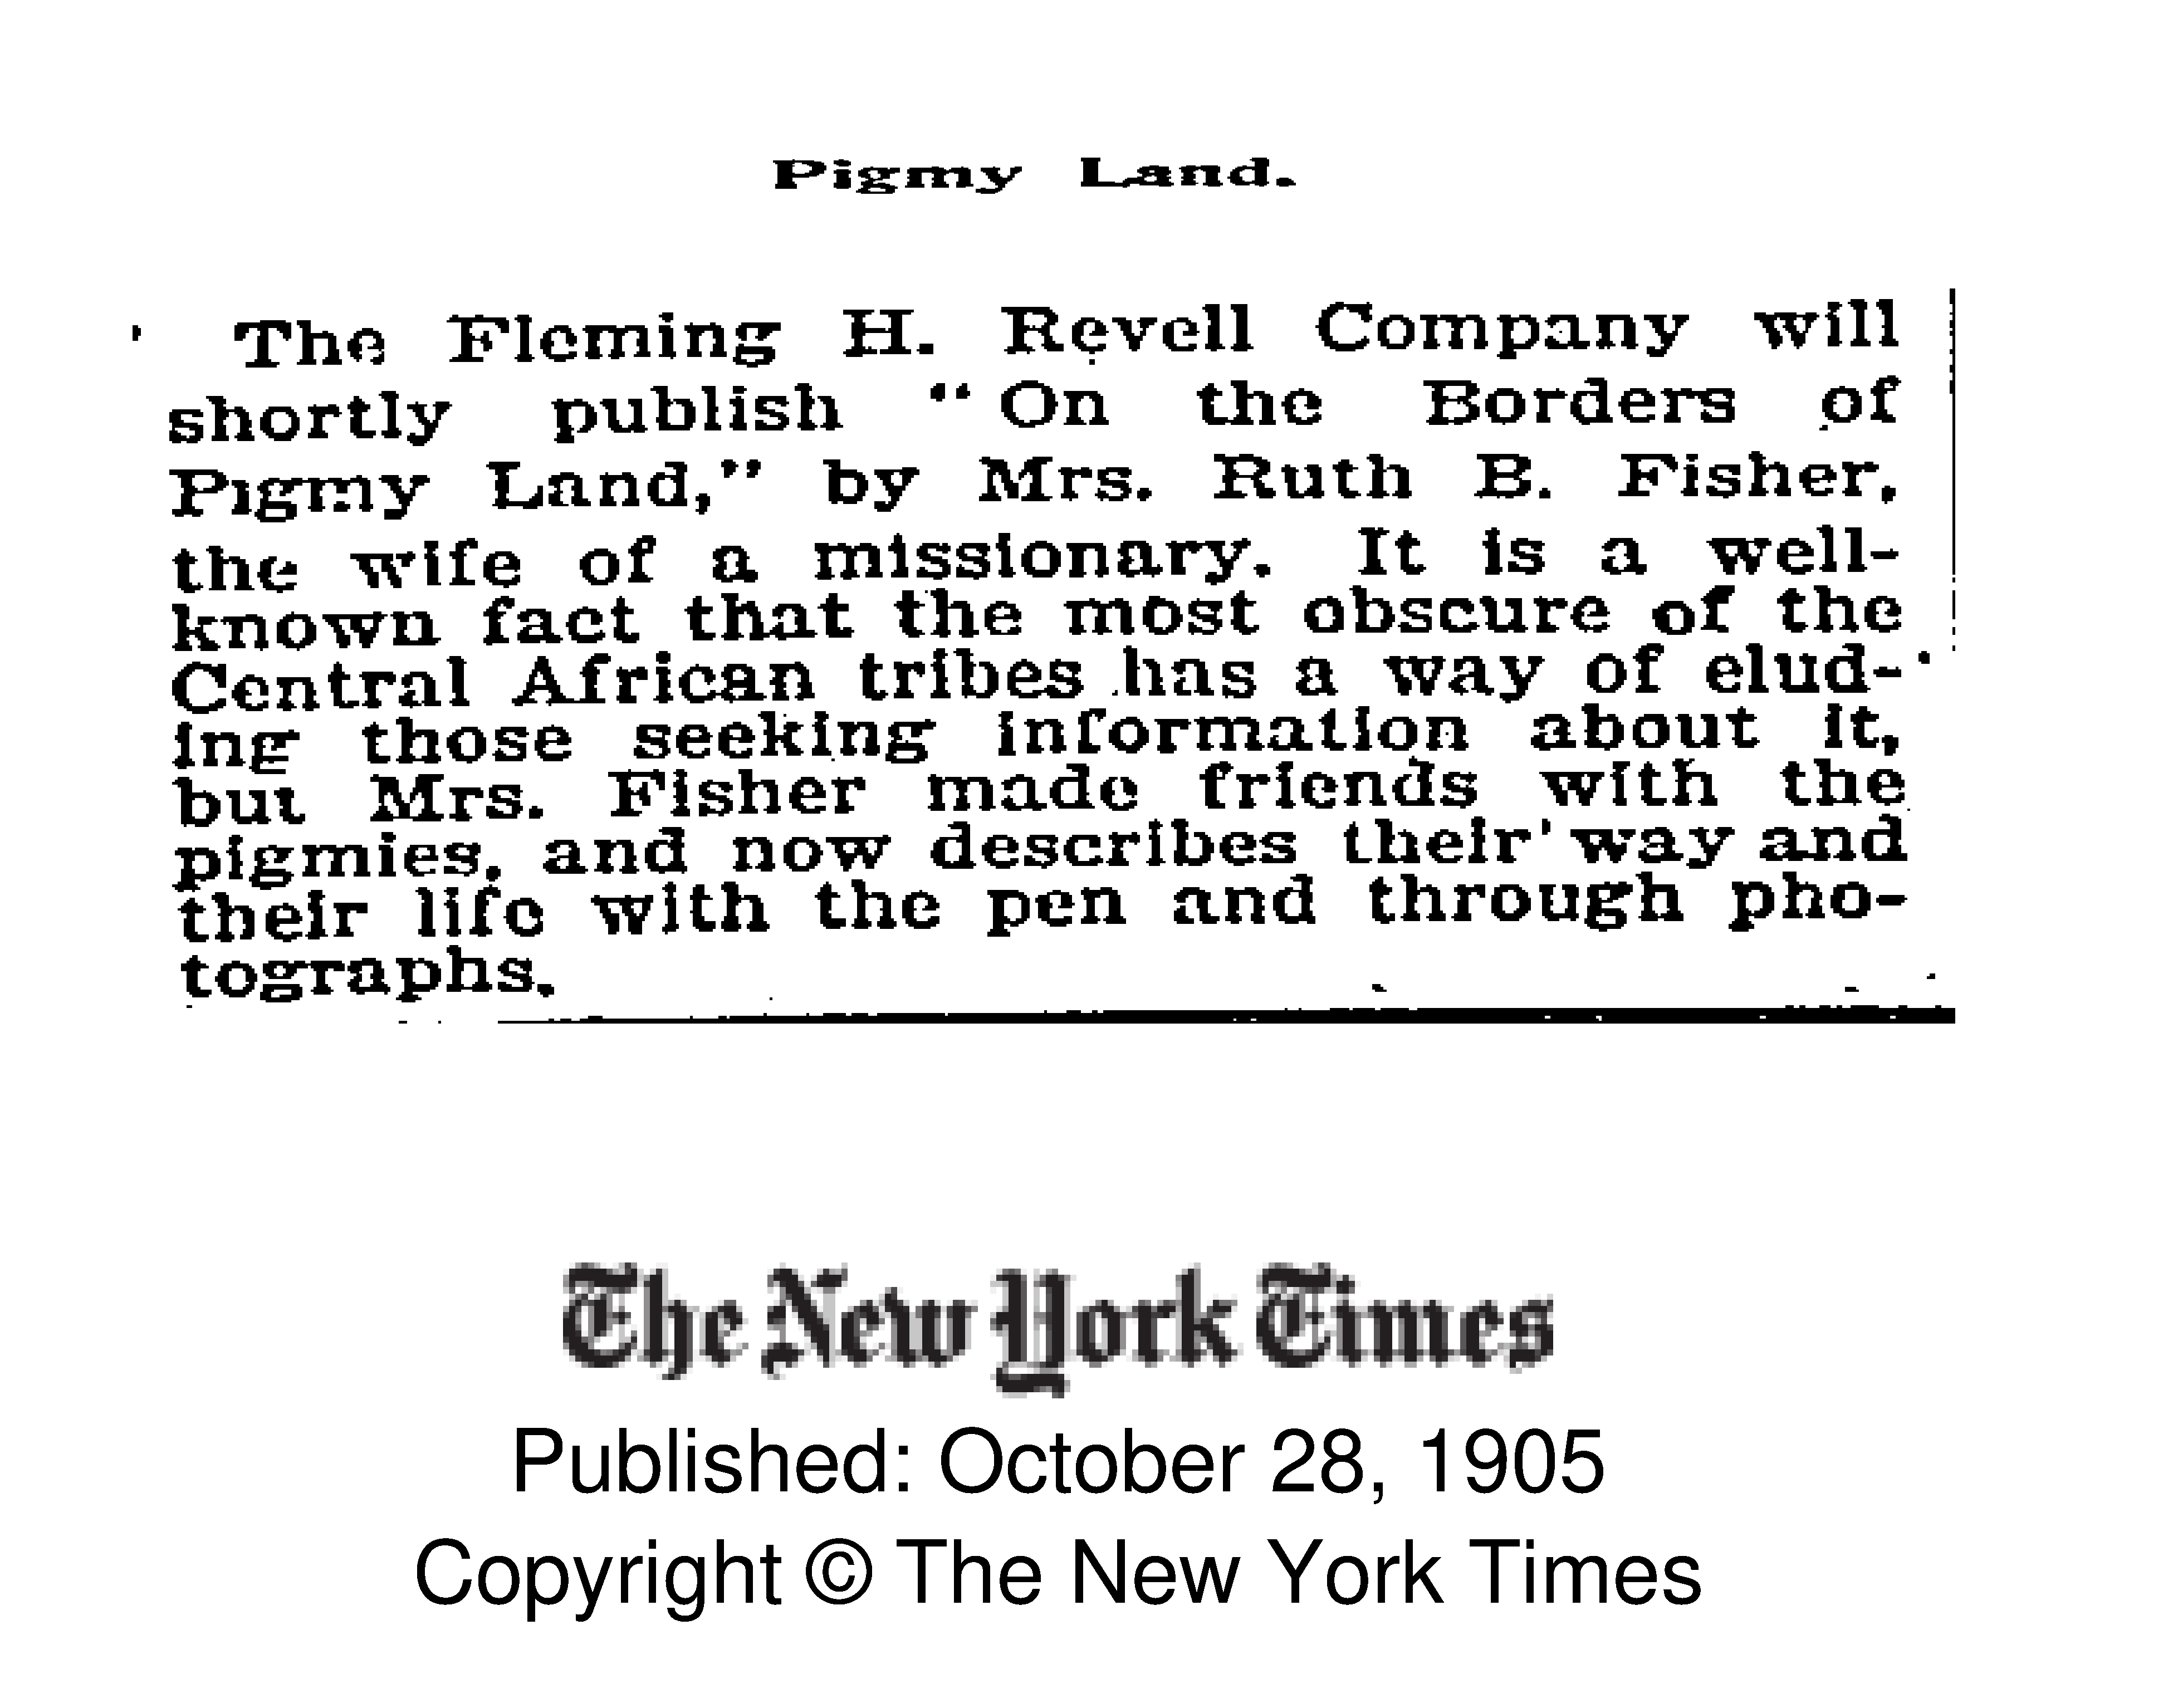 Pigmy Land.
The Fleming H. Revell Company will
shortly publish "On the Borders of
Pigmy Land," by Mrs. Ruth B. Fisher,
the wife of a missionary. It is a well-
known fact that the most obscure of the
Central African tribes has a way of elud-
ing those seeking information about it,
but Mrs. Fisher made friends with the
pigmies, and now describes their way and
their life with the pen and through pho-
tographs.
The New York Times
Published: October 28, 1905
Copyright © The New York Times